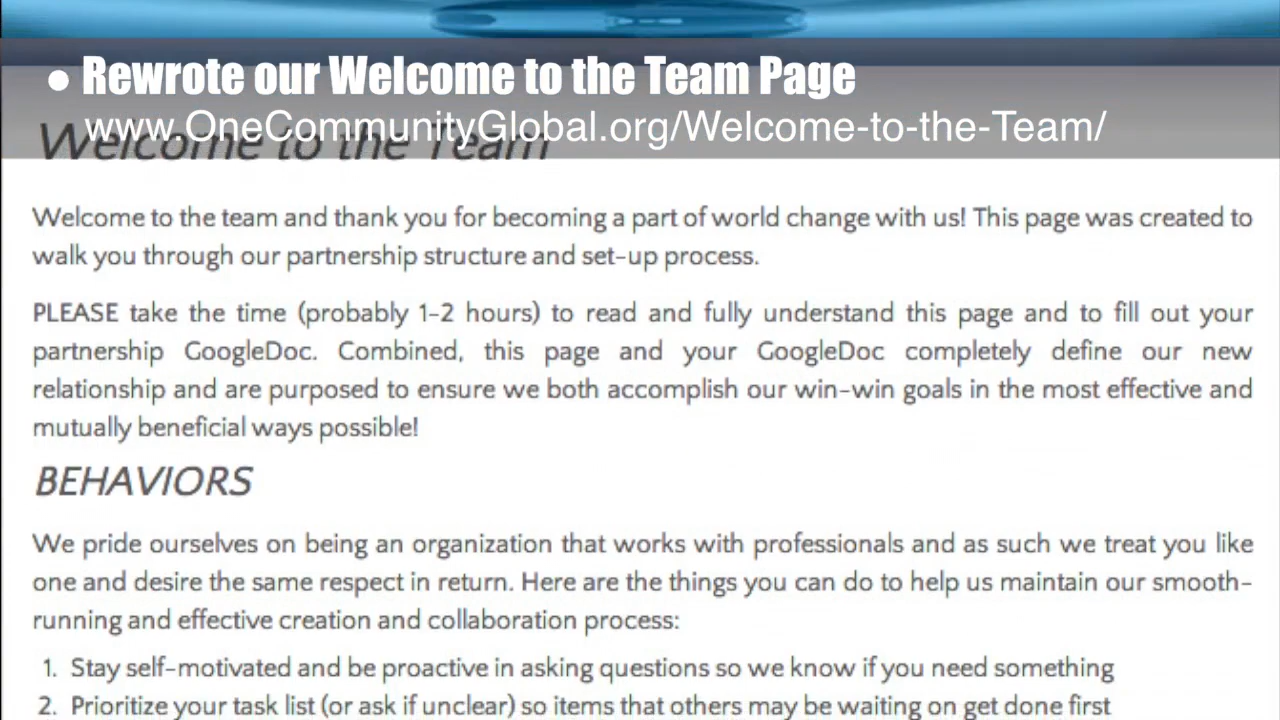 ● Rewrote our Welcome to the Team Page
www.OneCommunityGlobal.org/Welcome-to-the-Team/
Welcome to the Team
Welcome to the team and thank you for becoming a part of world change with us! This page was created to
walk you through our partnership structure and set-up process.
PLEASE take the time (probably 1-2 hours) to read and fully understand this page and to fill out your
partnership GoogleDoc. Combined, this page and your GoogleDoc completely define our new
relationship and are purposed to ensure we both accomplish our win-win goals in the most effective and
mutually beneficial ways possible!
BEHAVIORS
We pride ourselves on being an organization that works with professionals and as such we treat you like
one and desire the same respect in return. Here are the things you can do to help us maintain our smooth-
running and effective creation and collaboration process:
1. Stay self-motivated and be proactive in asking questions so we know if you need something
2. Prioritize your task list (or ask if unclear) so items that others may be waiting on get done first